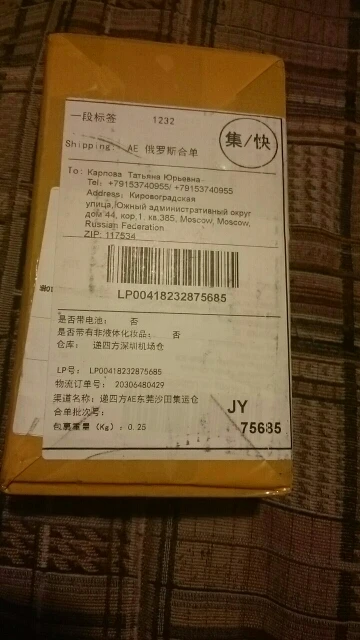 一段标签 1232
集/快
Shipping: AE 俄罗斯合单
To: Карпова Татьяна Юрьевна
Tel: +79153740955/ +79153740955
Address: Кировоградская
улица,Южный административный округ
дом 44, кор,1. кв.385, Moscow, Moscow,
Russian Federation
ZIP: 117534
LP00418232875685
是否带电池: 否
是否带有非液体化妆品: 否
仓库: 递四方深圳机场仓
LP号: LP00418232875685
物流订单号: 20306480429
渠道名称: 递四方AE东莞沙田集运仓
合单批次号:
包裹重量(Kg): 0.25
JY
75685